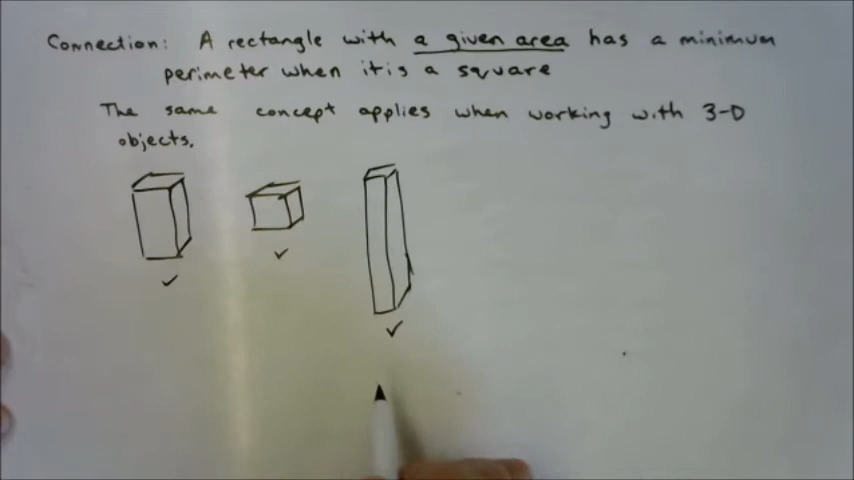 Connection: A rectangle with a given area has a minimum
perimeter when it is a square
The same concept applies when working with 3-D
objects.